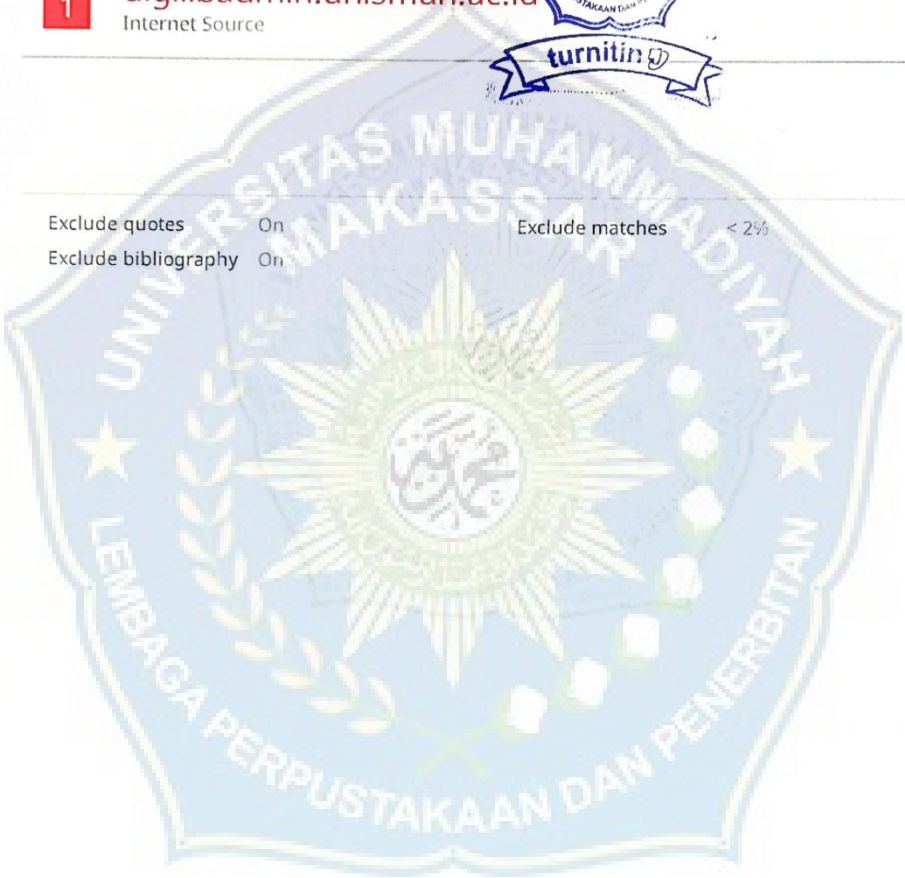 1
Internet Source
turnitin
Exclude quotes On
Exclude bibliography On
Exclude matches < 2%
UNIVERSITAS MUHAMMADIYAH
MAKASSAR
LEMBAGA PERPUSTAKAAN DAN PENERBITAN